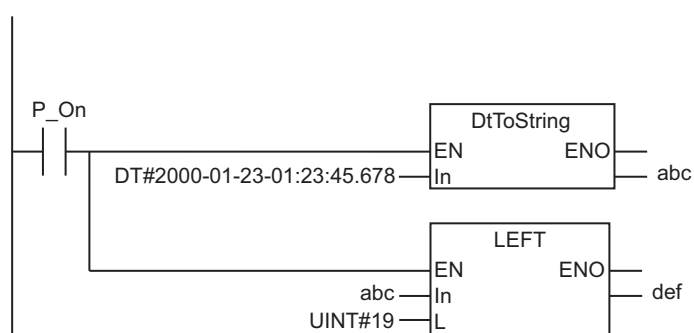 P_On
DtToString
EN ENO
DT#2000-01-23-01:23:45.678 In abc
LEFT
EN ENO
abc In def
UINT#19 L